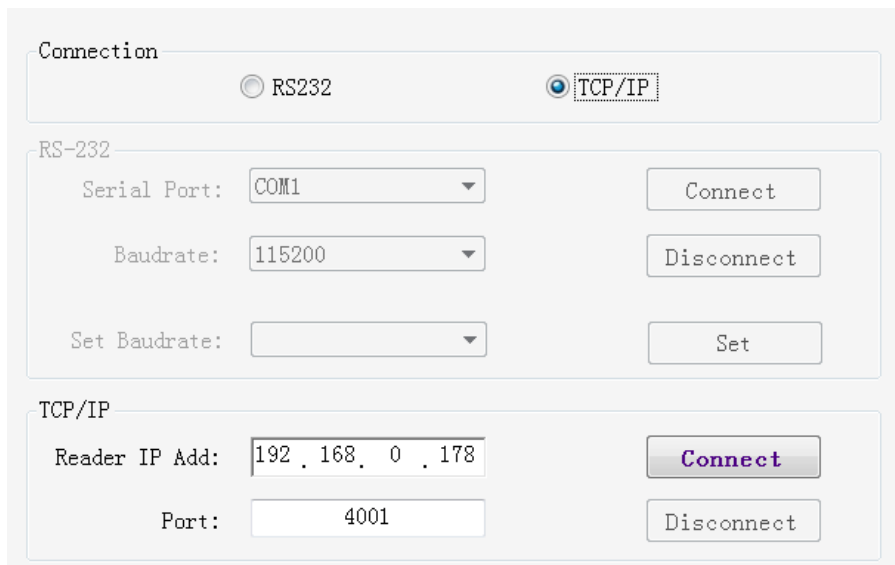 Connection
RS232 TCP/IP
RS-232
Serial Port: COM1 Connect
Baudrate: 115200 Disconnect
Set Baudrate: Set
TCP/IP
Reader IP Add: 192 . 168 . 0 . 178 Connect
Port: 4001 Disconnect